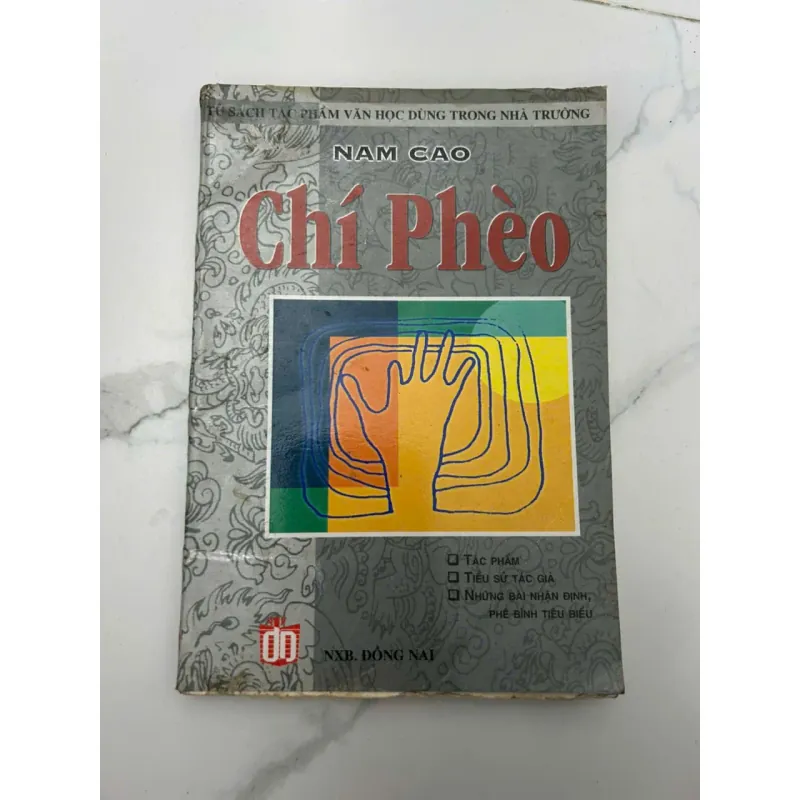 TỦ SÁCH TÁC PHẨM VĂN HỌC DÙNG TRONG NHÀ TRƯỜNG
NAM CAO
Chí Phèo
TÁC PHẨM
TIỂU SỬ TÁC GIẢ
NHỮNG BÀI NHẬN ĐỊNH,
PHÊ BÌNH TIÊU BIỂU
đn
NXB. ĐỒNG NAI